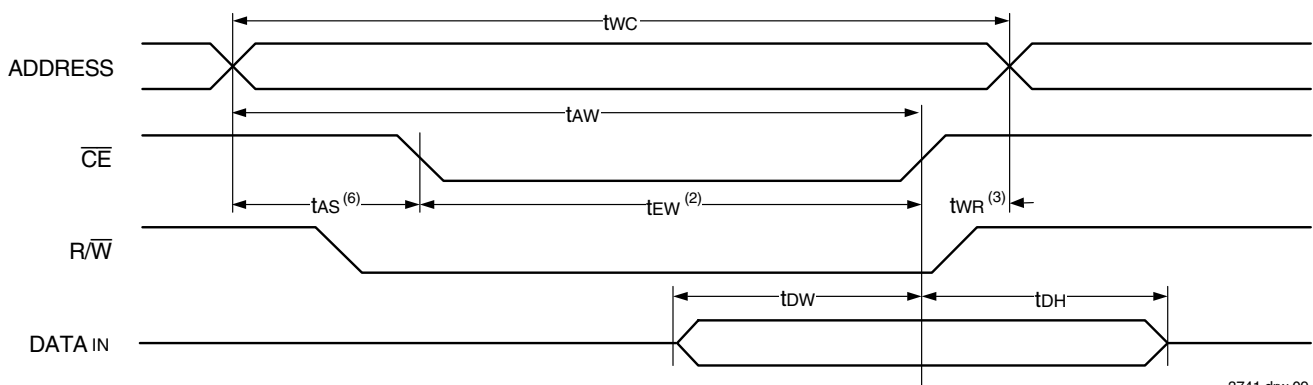 tWC
ADDRESS
tAW
CE
tAS (6) tEW (2) tWR (3)
R/W
tDW tDH
DATA IN